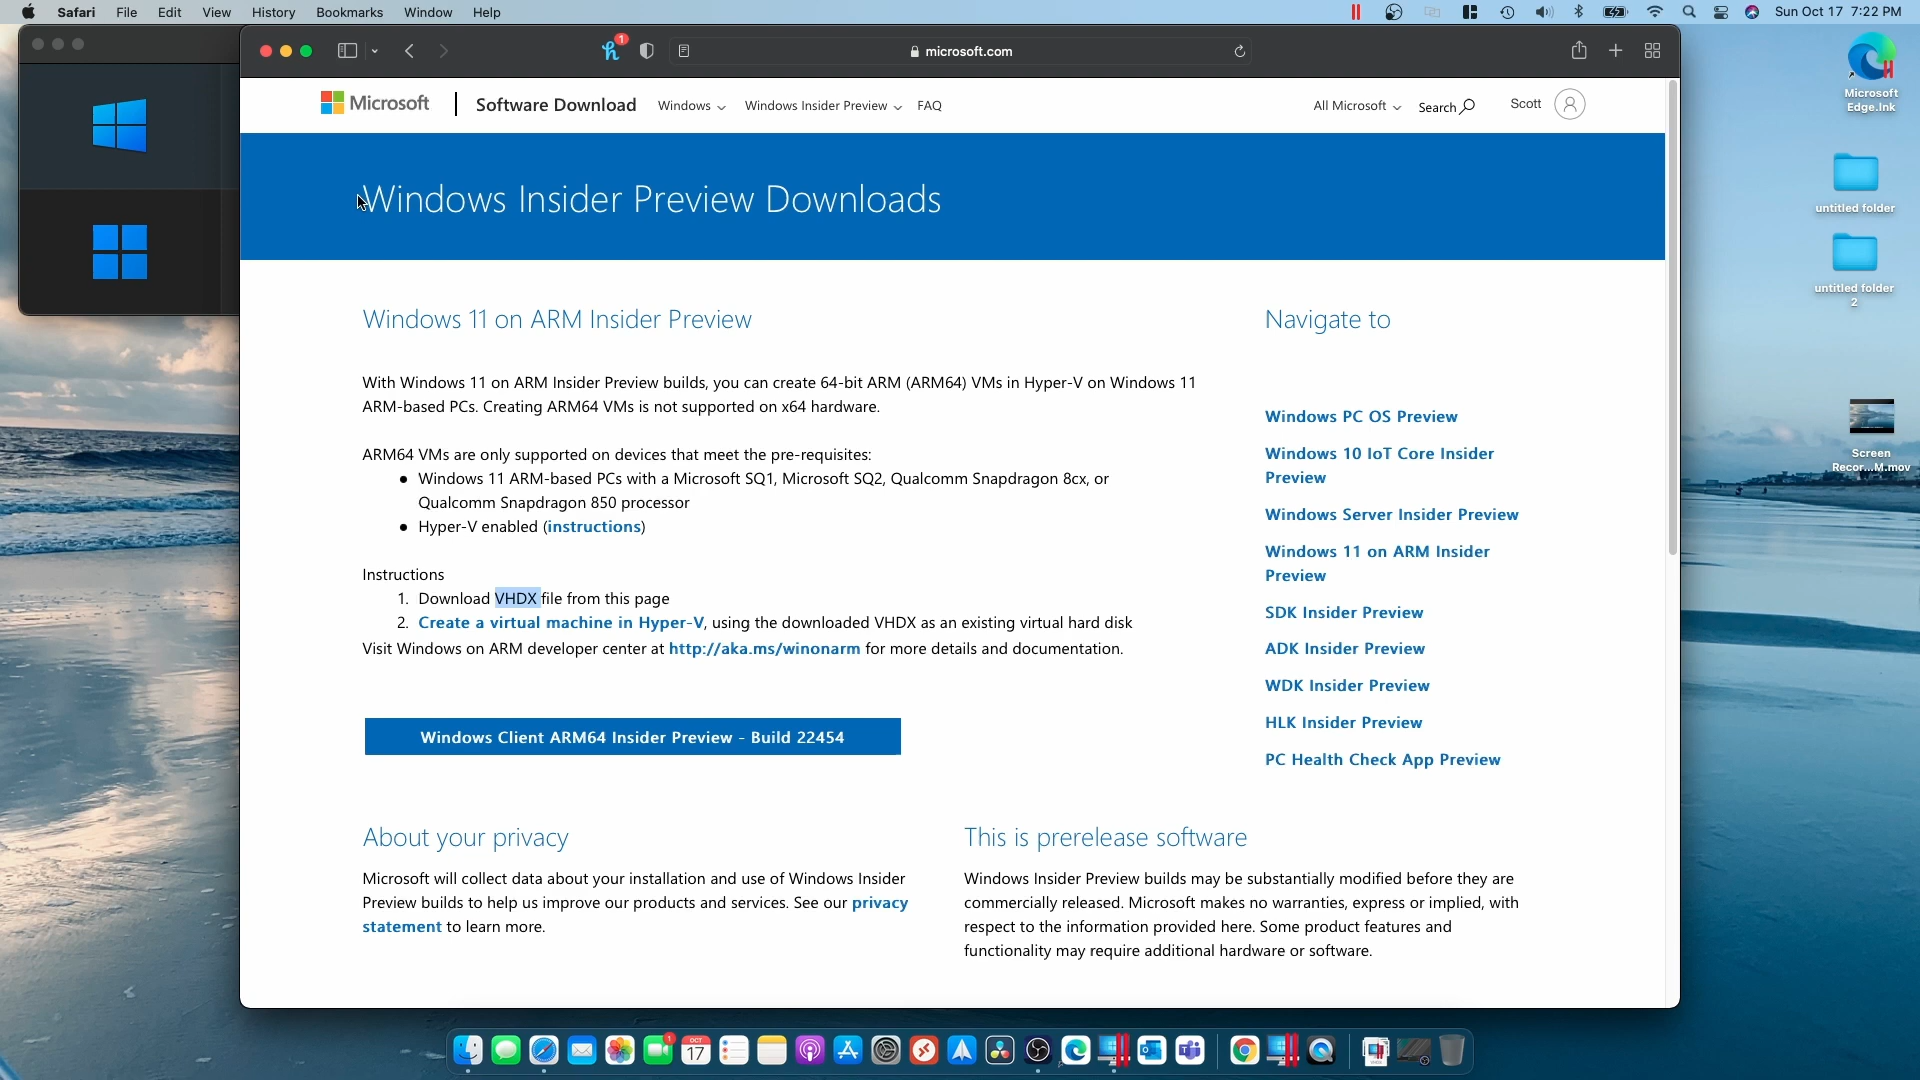 Safari File Edit View History Bookmarks Window Help
Sun Oct 17 7:22 PM
1
microsoft.com
Microsoft
Software Download
Windows
Windows Insider Preview
FAQ
All Microsoft
Search
Scott
Windows Insider Preview Downloads
Windows 11 on ARM Insider Preview
With Windows 11 on ARM Insider Preview builds, you can create 64-bit ARM (ARM64) VMs in Hyper-V on Windows 11
ARM-based PCs. Creating ARM64 VMs is not supported on x64 hardware.
ARM64 VMs are only supported on devices that meet the pre-requisites:
● Windows 11 ARM-based PCs with a Microsoft SQ1, Microsoft SQ2, Qualcomm Snapdragon 8cx, or
Qualcomm Snapdragon 850 processor
● Hyper-V enabled (instructions)
Instructions
1. Download VHDX file from this page
2. Create a virtual machine in Hyper-V, using the downloaded VHDX as an existing virtual hard disk
Visit Windows on ARM developer center at http://aka.ms/winonarm for more details and documentation.
Windows Client ARM64 Insider Preview - Build 22454
Navigate to
Windows PC OS Preview
Windows 10 IoT Core Insider
Preview
Windows Server Insider Preview
Windows 11 on ARM Insider
Preview
SDK Insider Preview
ADK Insider Preview
WDK Insider Preview
HLK Insider Preview
PC Health Check App Preview
About your privacy
Microsoft will collect data about your installation and use of Windows Insider
Preview builds to help us improve our products and services. See our privacy
statement to learn more.
This is prerelease software
Windows Insider Preview builds may be substantially modified before they are
commercially released. Microsoft makes no warranties, express or implied, with
respect to the information provided here. Some product features and
functionality may require additional hardware or software.
Microsoft
Edge.lnk
untitled folder
untitled folder
2
Screen
Recor...M.mov
1
OCT
17